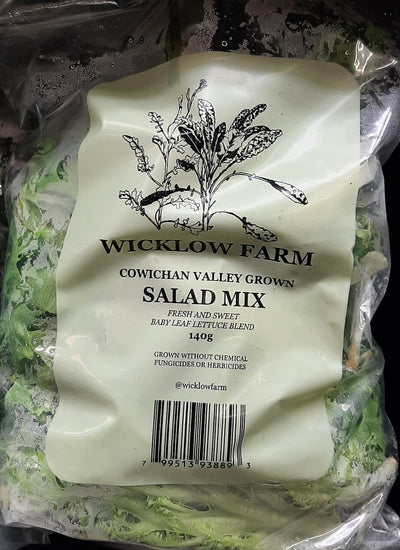 WICKLOW FARM
COWICHAN VALLEY GROWN
SALAD MIX
FRESH AND SWEET
BABY LEAF LETTUCE BLEND
140g
GROWN WITHOUT CHEMICAL
FUNGICIDES OR HERBICIDES
@wicklowfarm
7 99513 93889 3